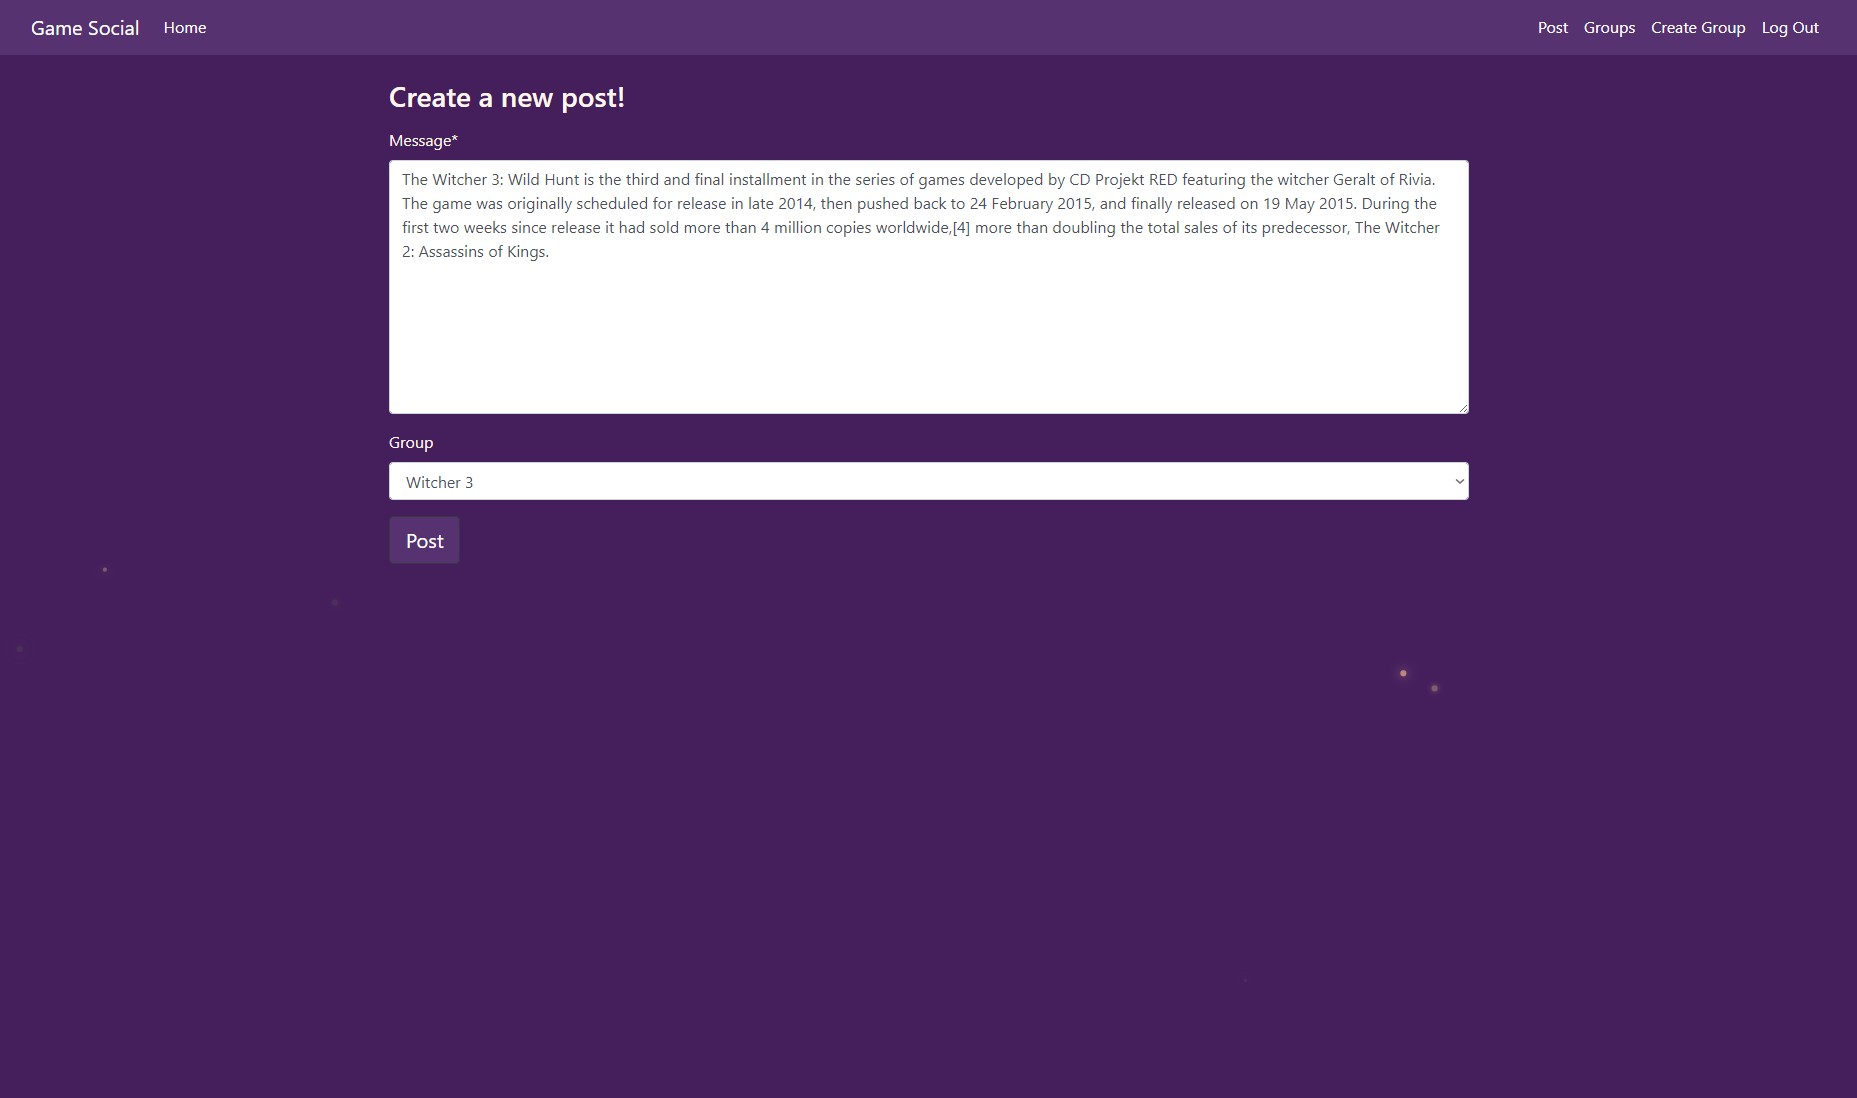 Game Social Home Post Groups Create Group Log Out
Create a new post!
Message*
The Witcher 3: Wild Hunt is the third and final installment in the series of games developed by CD Projekt RED featuring the witcher Geralt of Rivia.
The game was originally scheduled for release in late 2014, then pushed back to 24 February 2015, and finally released on 19 May 2015. During the
first two weeks since release it had sold more than 4 million copies worldwide,[4] more than doubling the total sales of its predecessor, The Witcher
2: Assassins of Kings.
Group
Witcher 3
Post